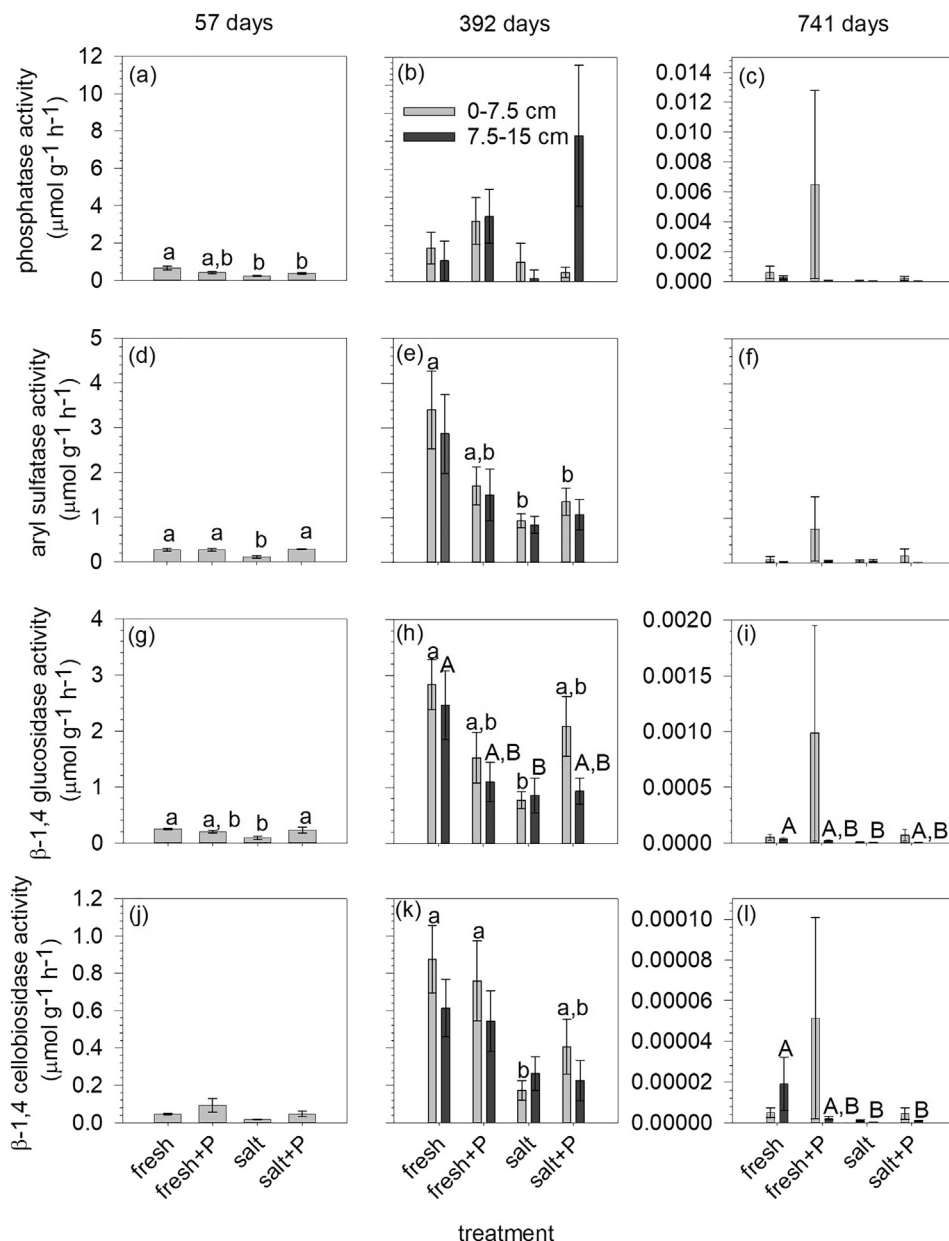 57 days 392 days 741 days
phosphatase activity
(μmol g-1 h-1)
12
10
8
6
4
2
0
(a)
a a,b b b
(b)
0-7.5 cm
7.5-15 cm
0.014
0.012
0.010
0.008
0.006
0.004
0.002
0.000
(c)
aryl sulfatase activity
(μmol g-1 h-1)
5
4
3
2
1
0
(d)
a a b a
(e)
a a,b b b
(f)
β-1,4 glucosidase activity
(μmol g-1 h-1)
4
3
2
1
0
(g)
a a, b b a
(h)
a A a,b A,B b B a,b A,B
0.0020
0.0015
0.0010
0.0005
0.0000
(i)
A A,B B A,B
β-1,4 cellobiosidase activity
(μmol g-1 h-1)
1.2
1.0
0.8
0.6
0.4
0.2
0.0
(j)
(k)
a a b a,b
0.00010
0.00008
0.00006
0.00004
0.00002
0.00000
(l)
A A,B B B
fresh fresh+P salt salt+P
fresh fresh+P salt salt+P
fresh fresh+P salt salt+P
treatment